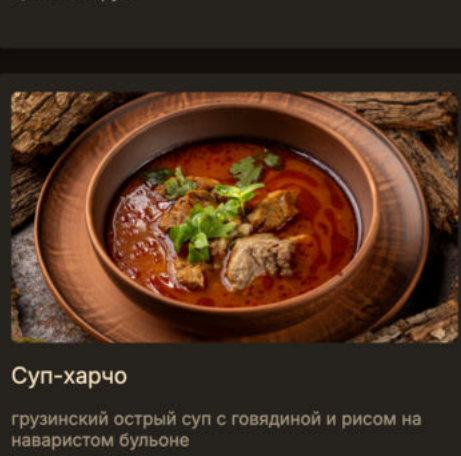 Суп-харчо
грузинский острый суп с говядиной и рисом на
наваристом бульоне